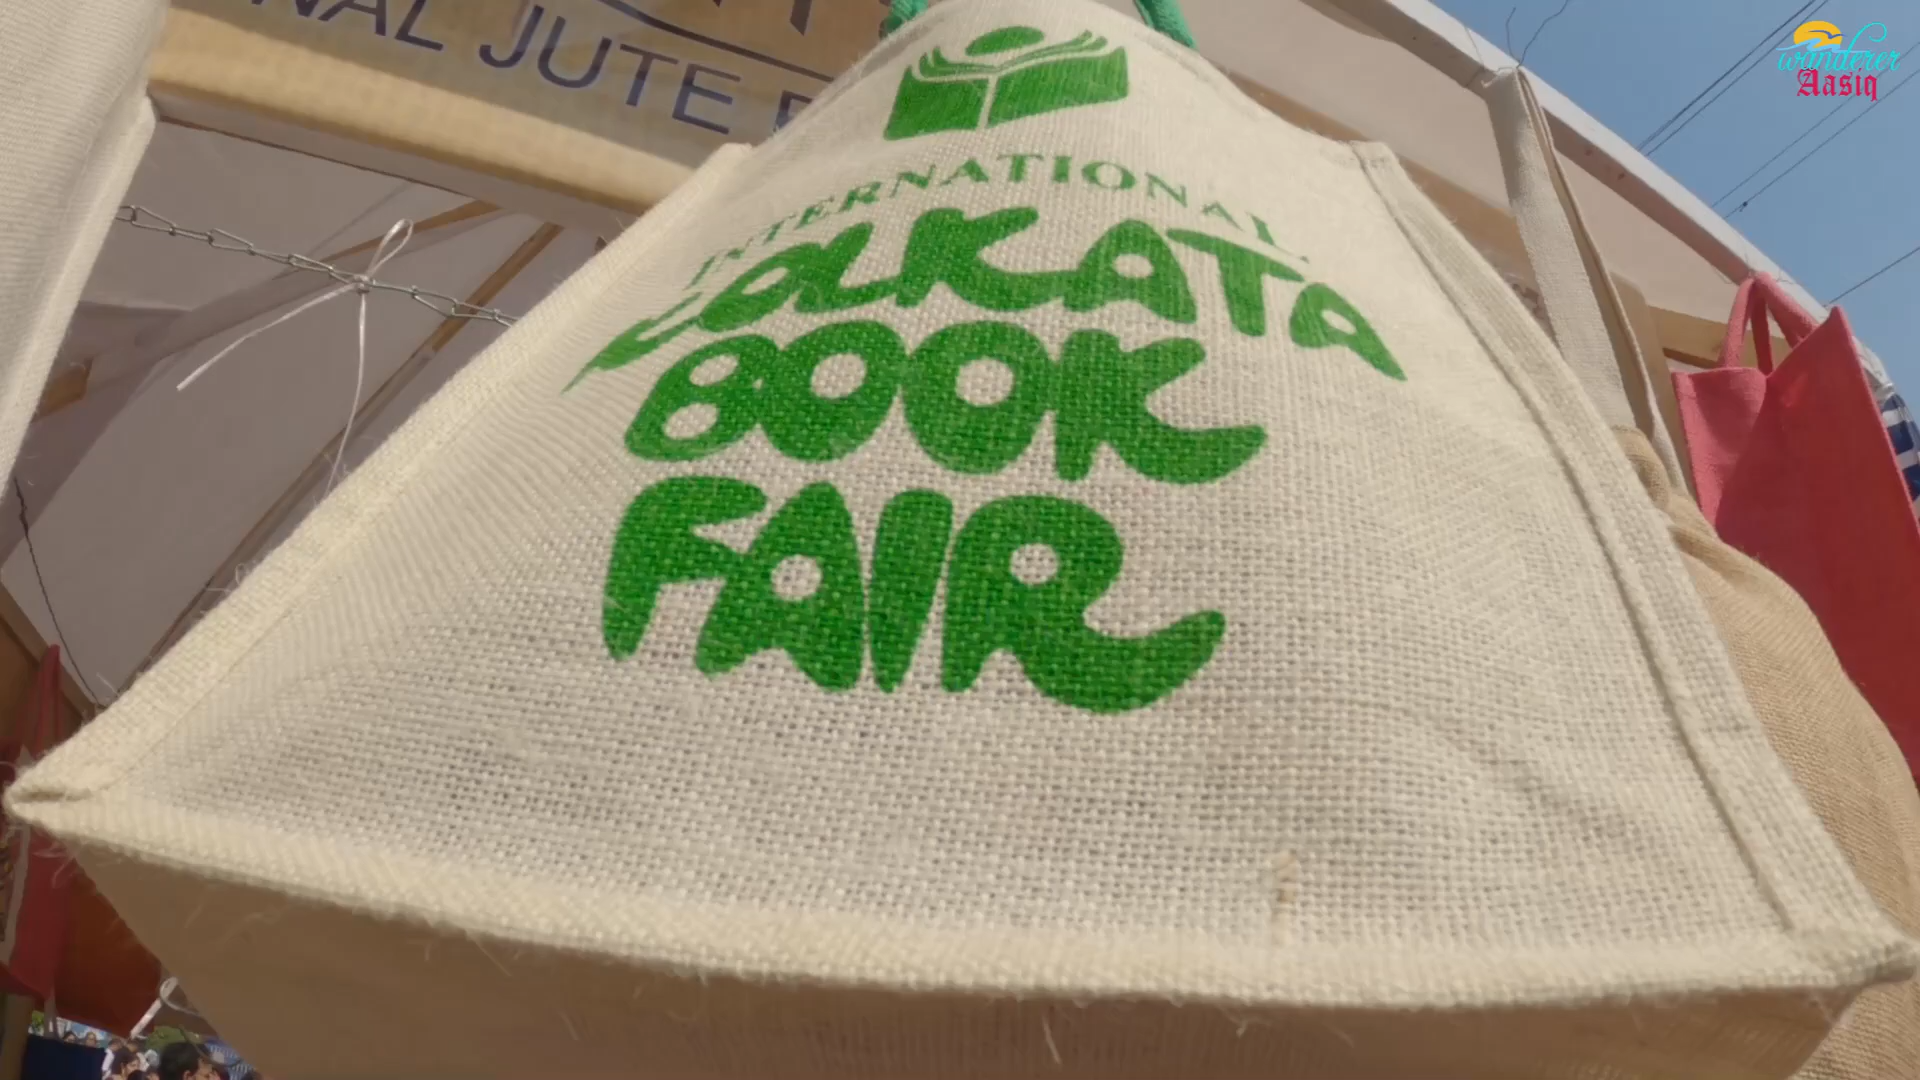 NAL JUTE
INTERNATIONAL
KOLKATA
BOOK
FAIR
wanderer
Aasiq